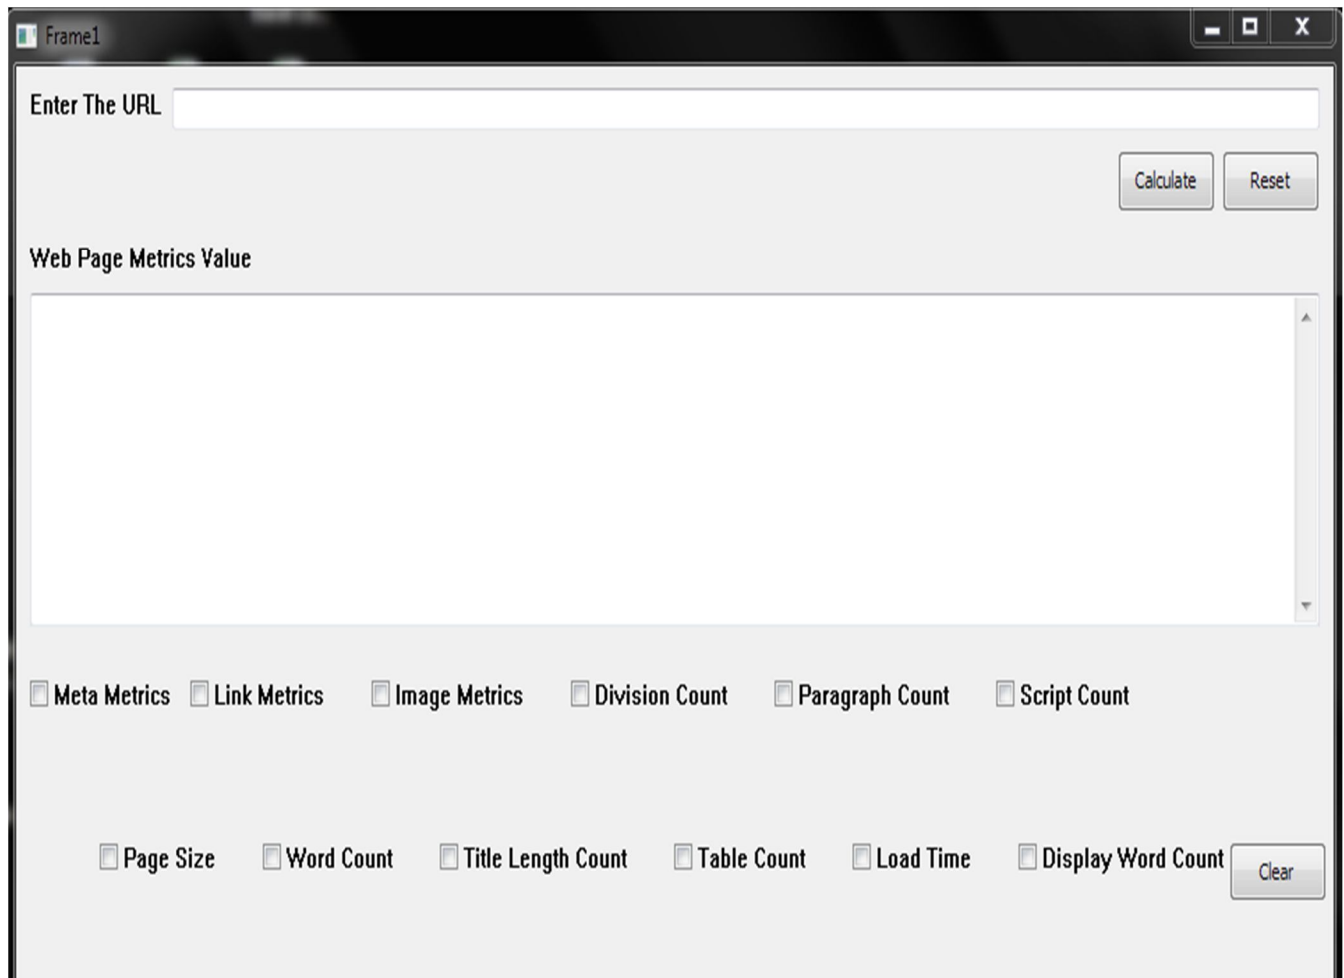 Frame1
Enter The URL
Calculate Reset
Web Page Metrics Value
Meta Metrics Link Metrics Image Metrics Division Count Paragraph Count Script Count
Page Size Word Count Title Length Count Table Count Load Time Display Word Count Clear